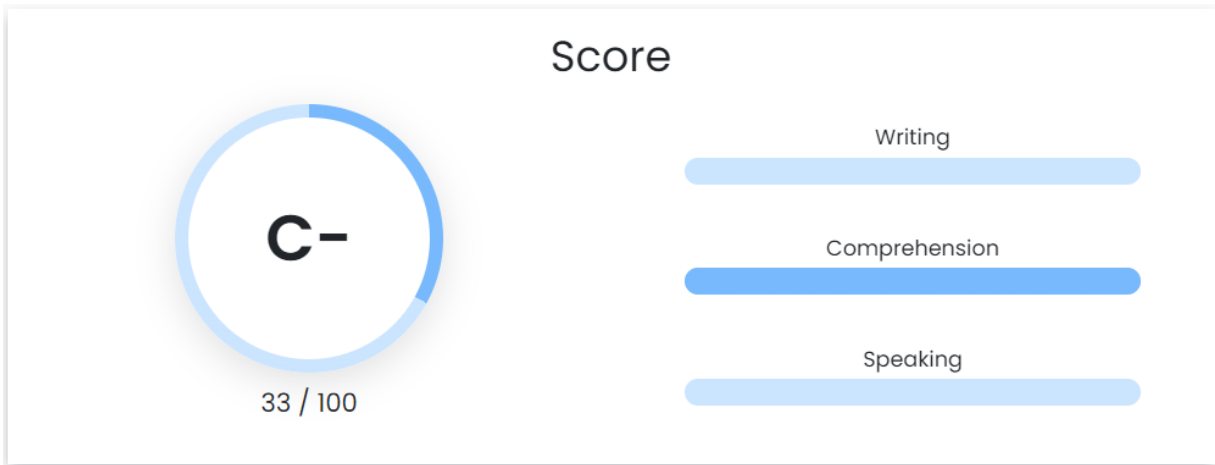 Score
C-
33 / 100
Writing
Comprehension
Speaking